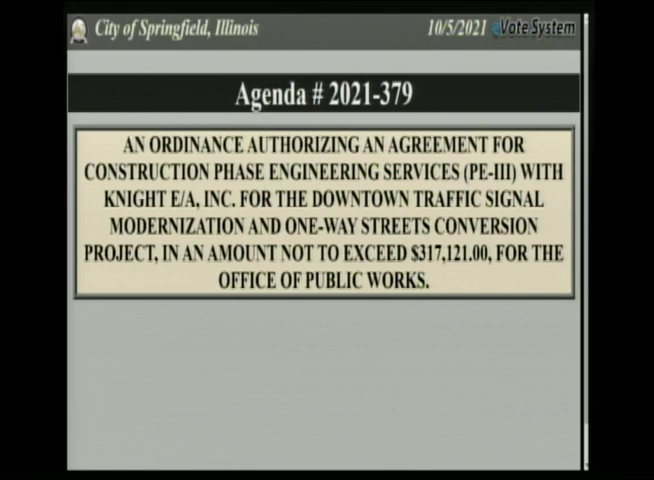 City of Springfield, Illinois 10/5/2021 eVote System
Agenda # 2021-379
AN ORDINANCE AUTHORIZING AN AGREEMENT FOR
CONSTRUCTION PHASE ENGINEERING SERVICES (PE-III) WITH
KNIGHT E/A, INC. FOR THE DOWNTOWN TRAFFIC SIGNAL
MODERNIZATION AND ONE-WAY STREETS CONVERSION
PROJECT, IN AN AMOUNT NOT TO EXCEED $317,121.00, FOR THE
OFFICE OF PUBLIC WORKS.